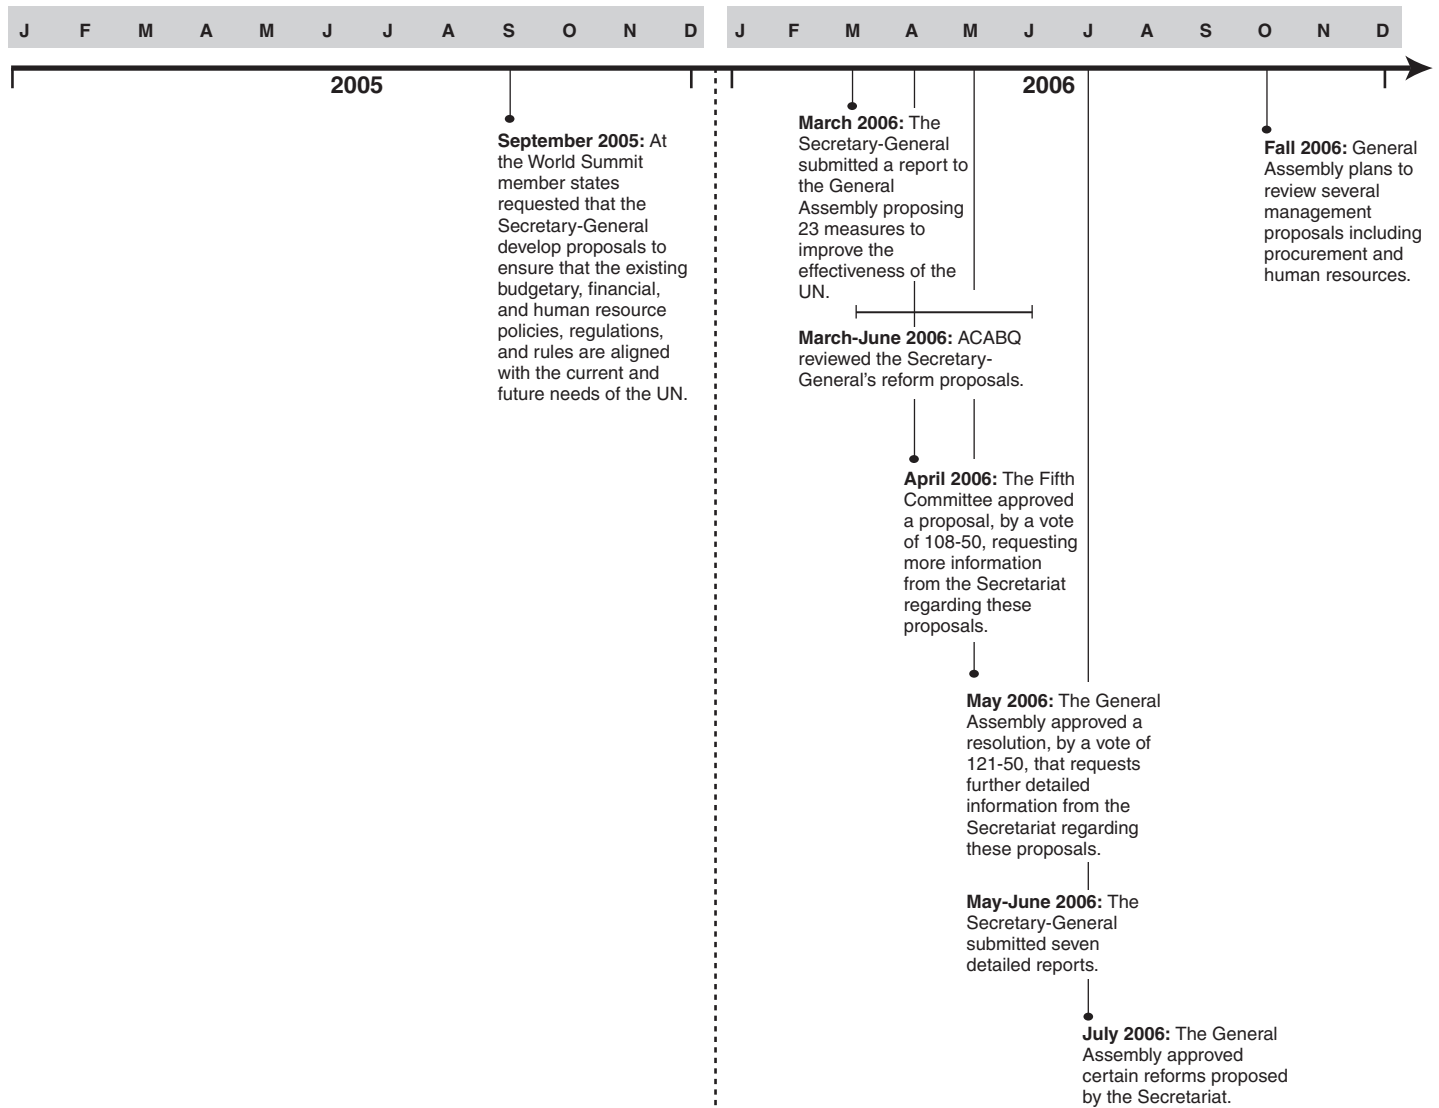 J F M A M J J A S O N D J F M A M J J A S O N D
2005
2006
September 2005: At
the World Summit
member states
requested that the
Secretary-General
develop proposals to
ensure that the existing
budgetary, financial,
and human resource
policies, regulations,
and rules are aligned
with the current and
future needs of the UN.
March 2006: The
Secretary-General
submitted a report to
the General
Assembly proposing
23 measures to
improve the
effectiveness of the
UN.
March-June 2006: ACABQ
reviewed the Secretary-
General's reform proposals.
April 2006: The Fifth
Committee approved
a proposal, by a vote
of 108-50, requesting
more information
from the Secretariat
regarding these
proposals.
May 2006: The General
Assembly approved a
resolution, by a vote of
121-50, that requests
further detailed
information from the
Secretariat regarding
these proposals.
May-June 2006: The
Secretary-General
submitted seven
detailed reports.
July 2006: The General
Assembly approved
certain reforms proposed
by the Secretariat.
Fall 2006: General
Assembly plans to
review several
management
proposals including
procurement and
human resources.